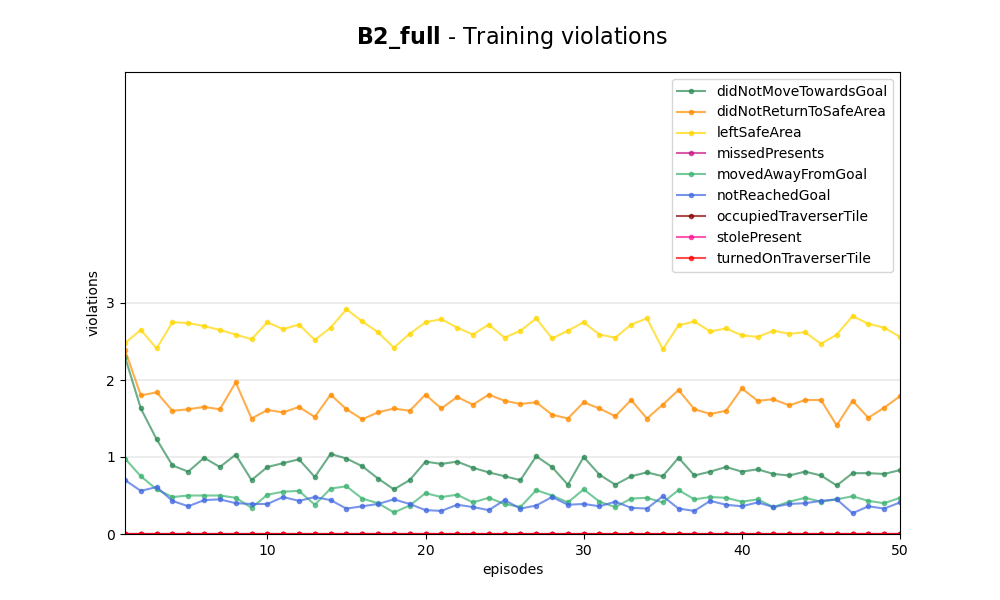 B2_full - Training violations
didNotMoveTowardsGoal
didNotReturnToSafeArea
leftSafeArea
missedPresents
movedAwayFromGoal
notReachedGoal
occupiedTraverserTile
stolePresent
turnedOnTraverserTile
violations
3
2
1
0
10
20
30
40
50
episodes